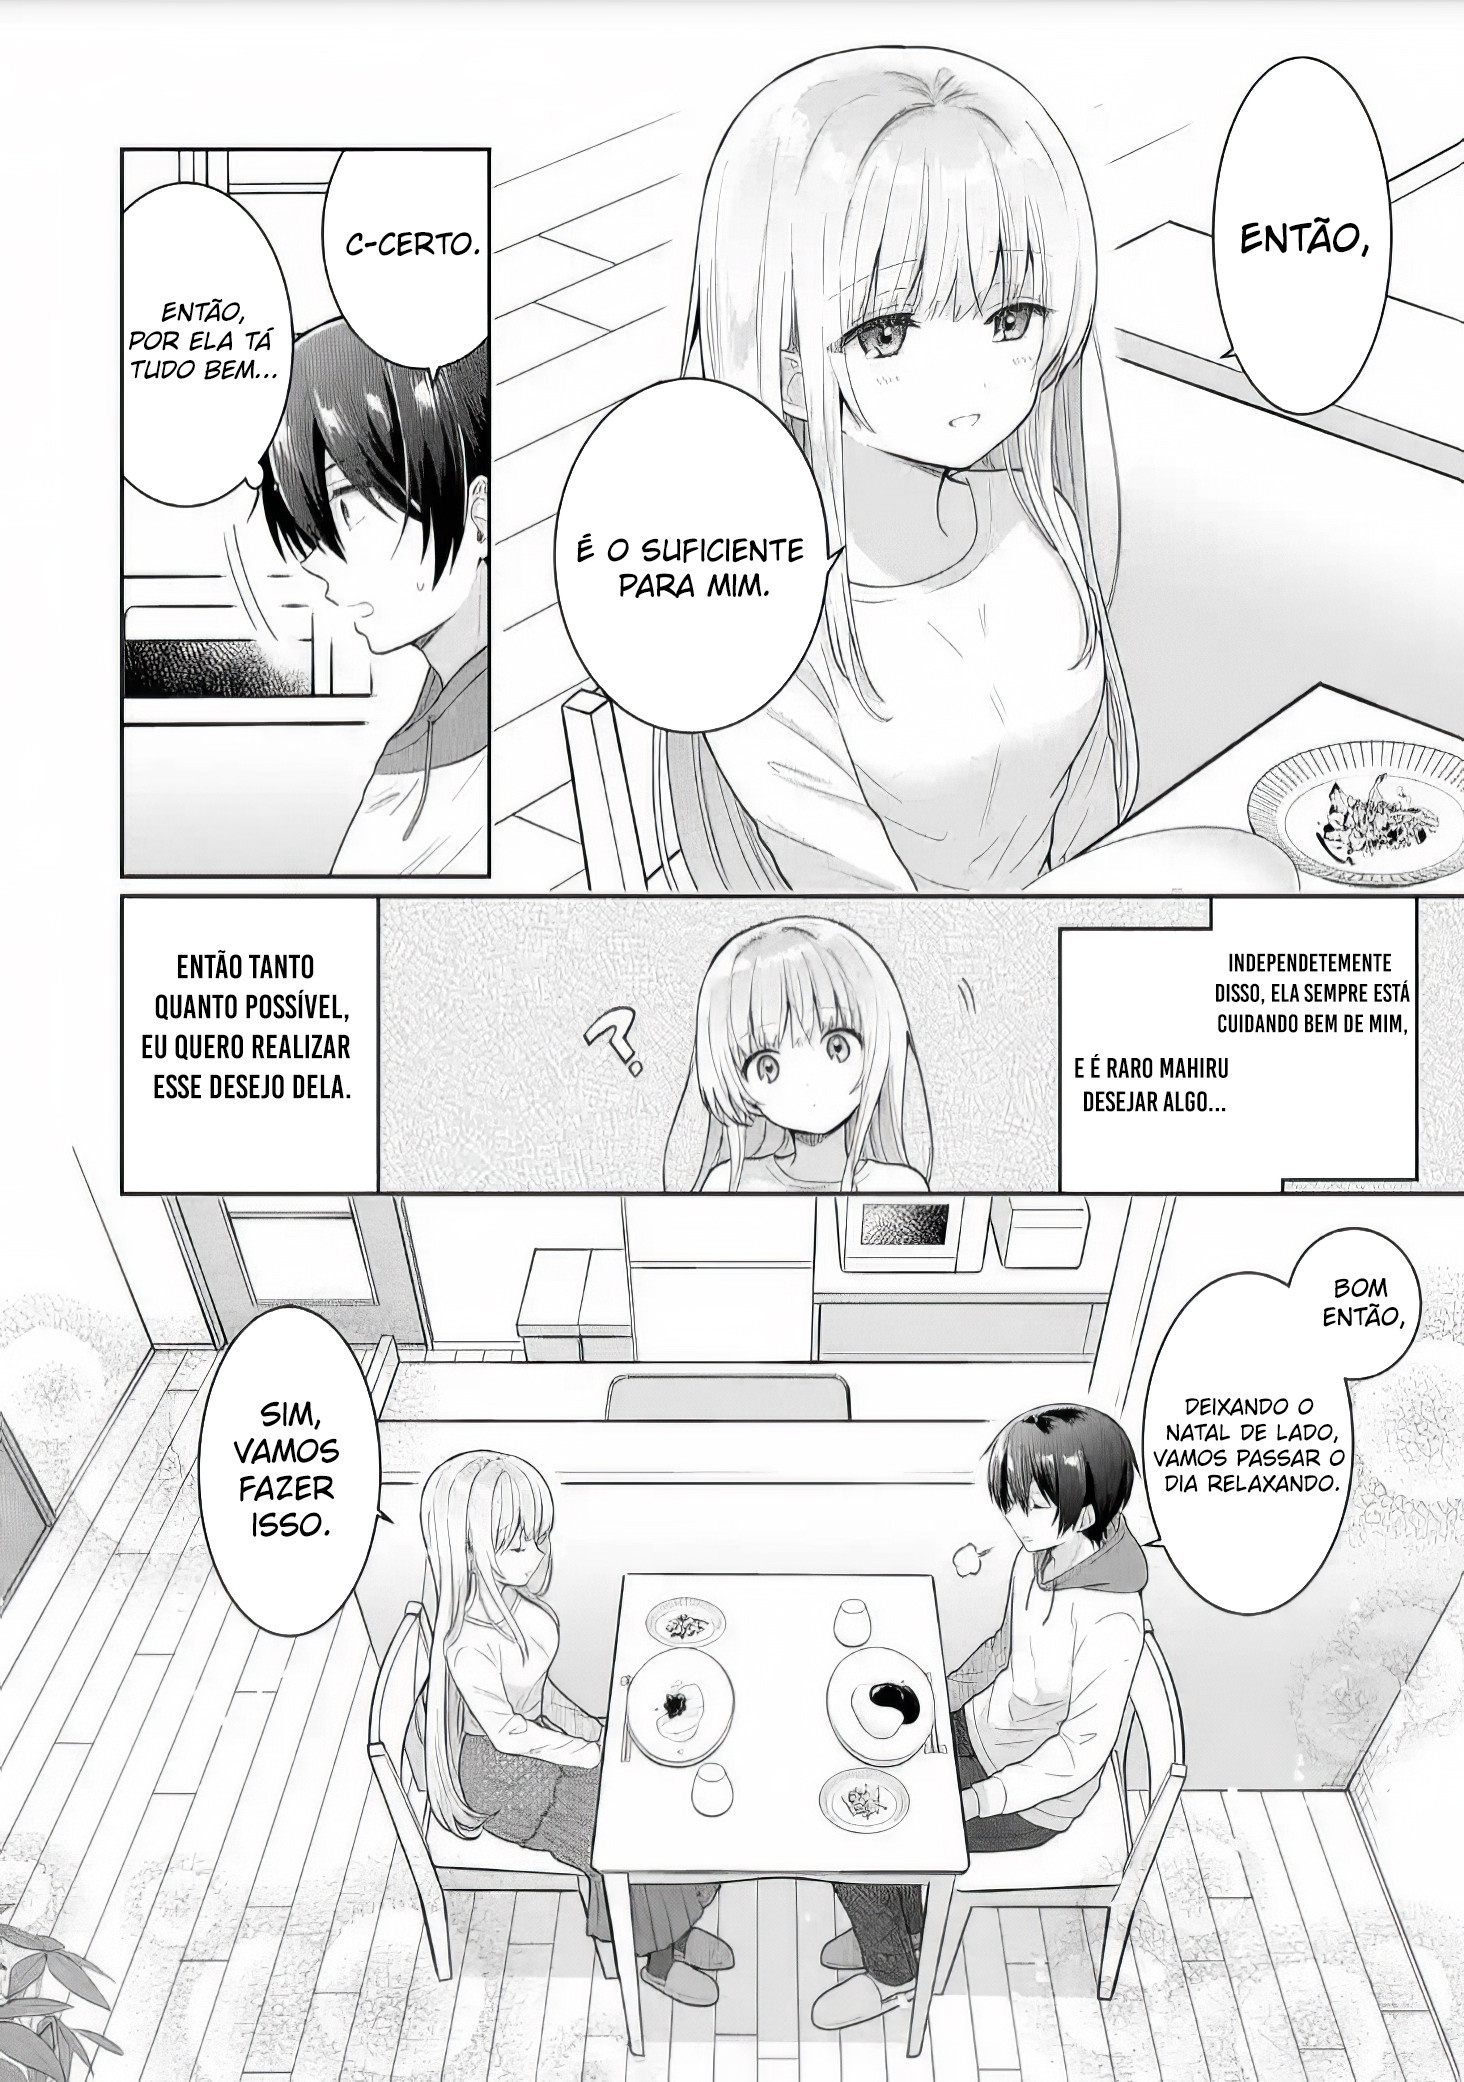 ENTÃO,
É O SUFICIENTE
PARA MIM.
C-CERTO.
ENTÃO,
POR ELA TÁ
TUDO BEM...
INDEPENDETEMENTE
DISSO, ELA SEMPRE ESTÁ
CUIDANDO BEM DE MIM,
E É RARO MAHIRU
DESEJAR ALGO...
?
ENTÃO TANTO
QUANTO POSSÍVEL,
EU QUERO REALIZAR
ESSE DESEJO DELA.
BOM
ENTÃO,
DEIXANDO O
NATAL DE LADO,
VAMOS PASSAR O
DIA RELAXANDO.
SIM,
VAMOS
FAZER
ISSO.